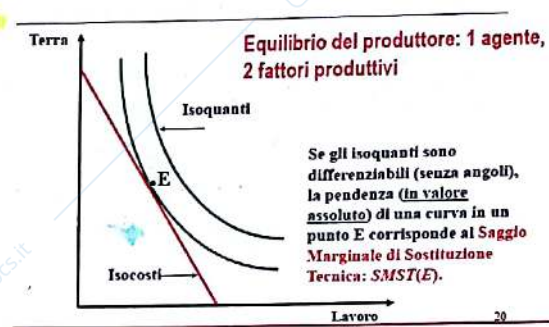 Terra
Equilibrio del produttore: 1 agente,
2 fattori produttivi
Isoquanti
Se gli isoquanti sono
differenziabili (senza angoli),
la pendenza (in valore
assoluto) di una curva in un
punto E corrisponde al Saggio
Marginale di Sostituzione
Tecnica: SMST(E).
E
Isocosti
Lavoro
20